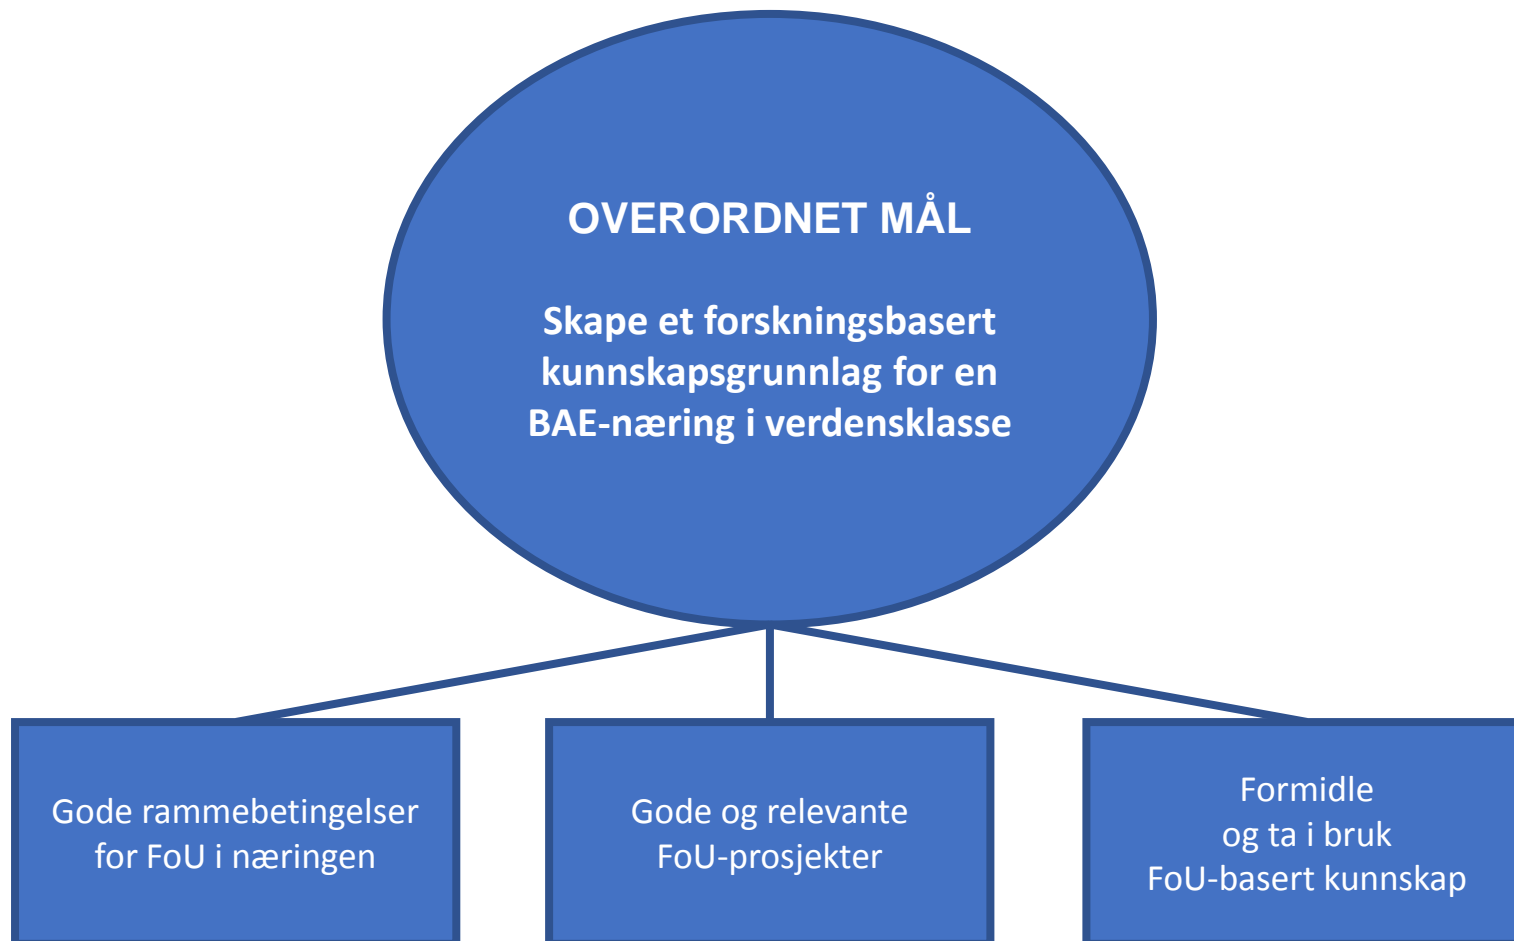 OVERORDNET MÅL
Skape et forskningsbasert
kunnskapsgrunnlag for en
BAE-næring i verdensklasse
Gode rammebetingelser
for FoU i næringen
Gode og relevante
FoU-prosjekter
Formidle
og ta i bruk
FoU-basert kunnskap